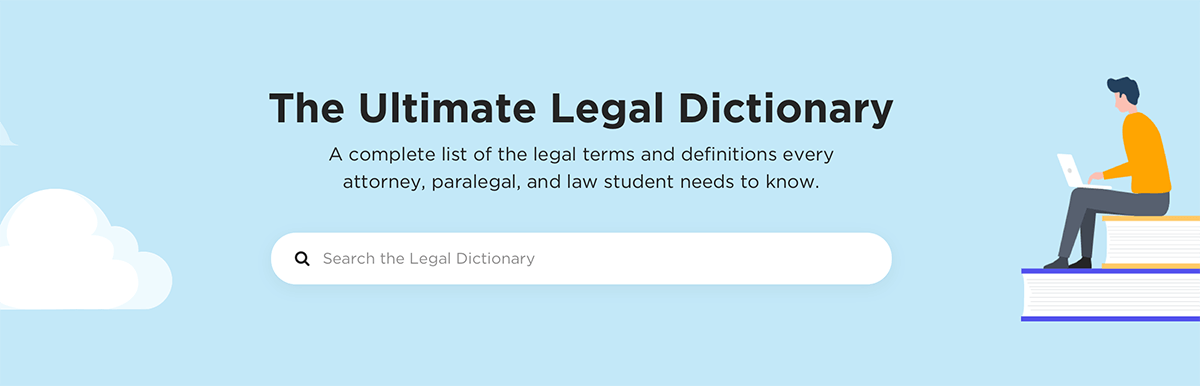 The Ultimate Legal Dictionary
A complete list of the legal terms and definitions every
attorney, paralegal, and law student needs to know.
Search the Legal Dictionary